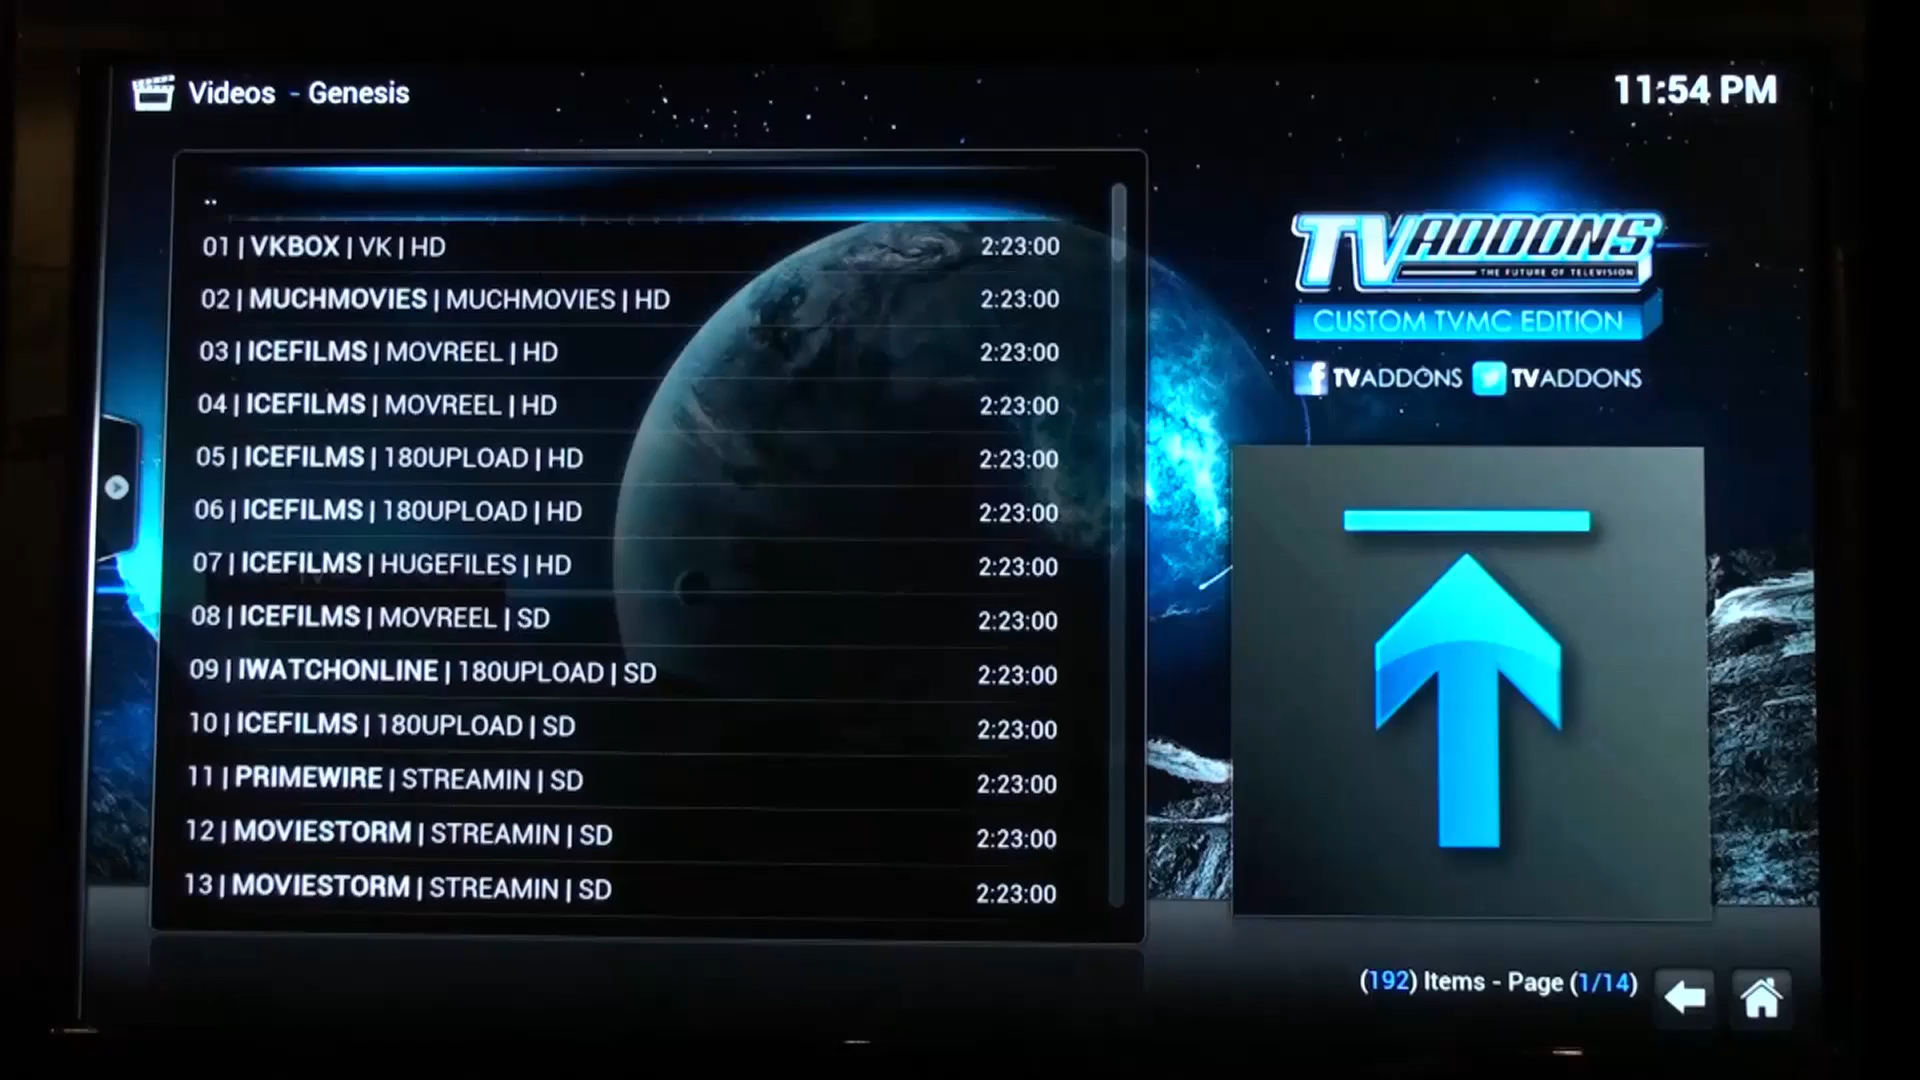 Videos - Genesis
11:54 PM
..
01 | VKBOX | VK | HD 2:23:00
02 | MUCHMOVIES | MUCHMOVIES | HD 2:23:00
03 | ICEFILMS | MOVREEL | HD 2:23:00
04 | ICEFILMS | MOVREEL | HD 2:23:00
05 | ICEFILMS | 180UPLOAD | HD 2:23:00
06 | ICEFILMS | 180UPLOAD | HD 2:23:00
07 | ICEFILMS | HUGEFILES | HD 2:23:00
08 | ICEFILMS | MOVREEL | SD 2:23:00
09 | IWATCHONLINE | 180UPLOAD | SD 2:23:00
10 | ICEFILMS | 180UPLOAD | SD 2:23:00
11 | PRIMEWIRE | STREAMIN | SD 2:23:00
12 | MOVIESTORM | STREAMIN | SD 2:23:00
13 | MOVIESTORM | STREAMIN | SD 2:23:00
TVADDONS
THE FUTURE OF TELEVISION
CUSTOM TVMC EDITION
f TVADDONS TVADDONS
(192) Items - Page (1/14)